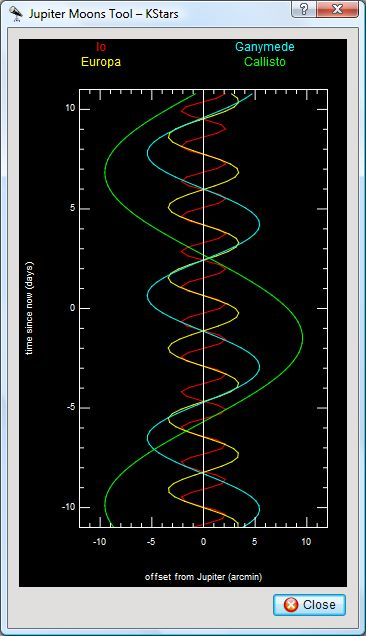 Jupiter Moons Tool – KStars
Io Ganymede
Europa Callisto
10
5
0
-5
-10
time since now (days)
-10 -5 0 5 10
offset from Jupiter (arcmin)
Close